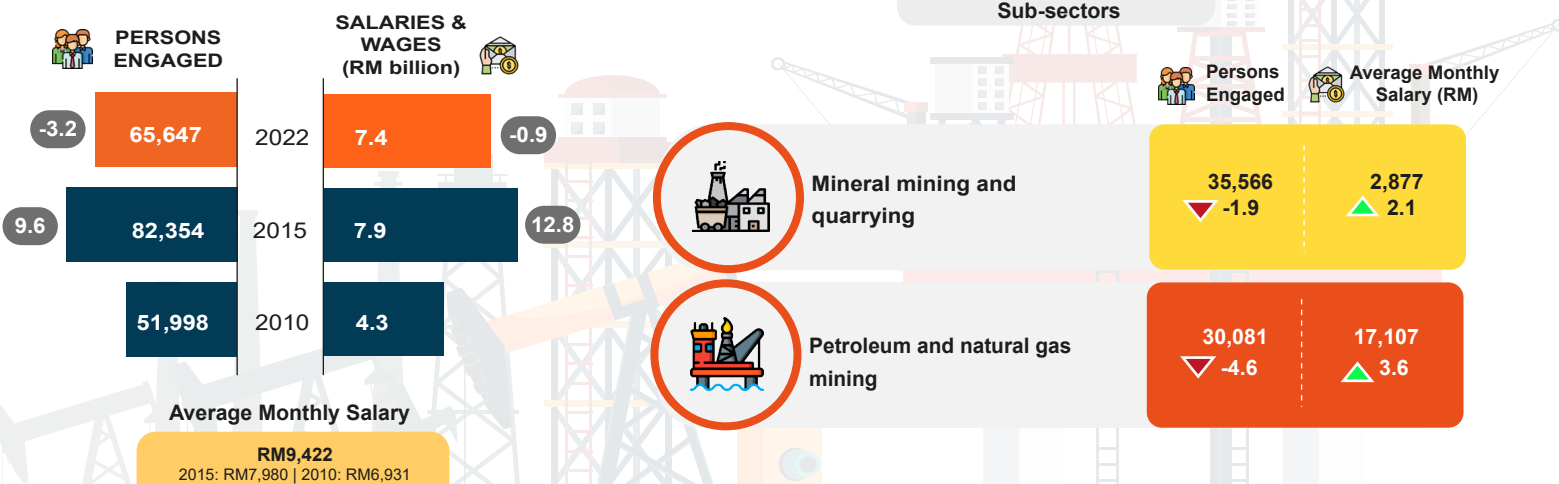 PERSONS
ENGAGED
SALARIES &
WAGES
(RM billion)
-3.2
65,647
2022
7.4
-0.9
9.6
82,354
2015
7.9
12.8
51,998
2010
4.3
Average Monthly Salary
RM9,422
2015: RM7,980 | 2010: RM6,931
Sub-sectors
Persons
Engaged
Average Monthly
Salary (RM)
Mineral mining and
quarrying
35,566
-1.9
2,877
2.1
Petroleum and natural gas
mining
30,081
-4.6
17,107
3.6